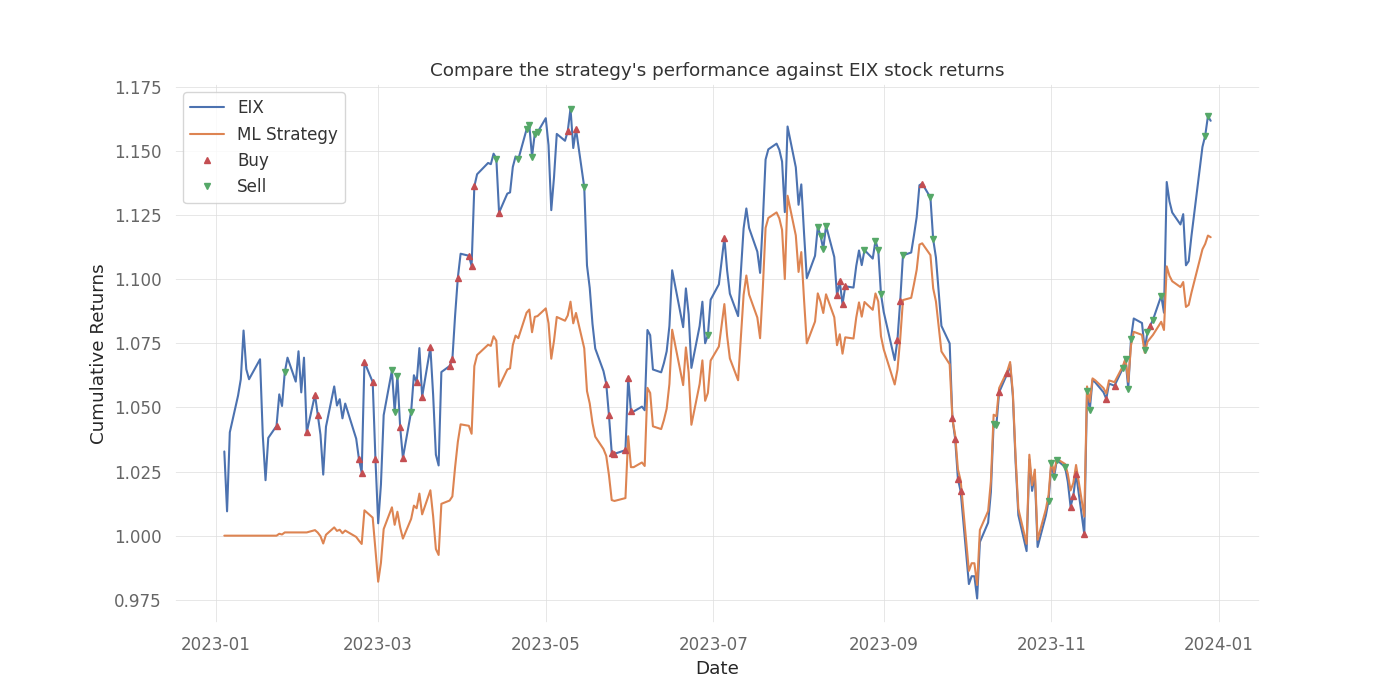 Compare the strategy's performance against EIX stock returns
EIX
ML Strategy
Buy
Sell
Cumulative Returns
1.175
1.150
1.125
1.100
1.075
1.050
1.025
1.000
0.975
2023-01 2023-03 2023-05 2023-07 2023-09 2023-11 2024-01
Date